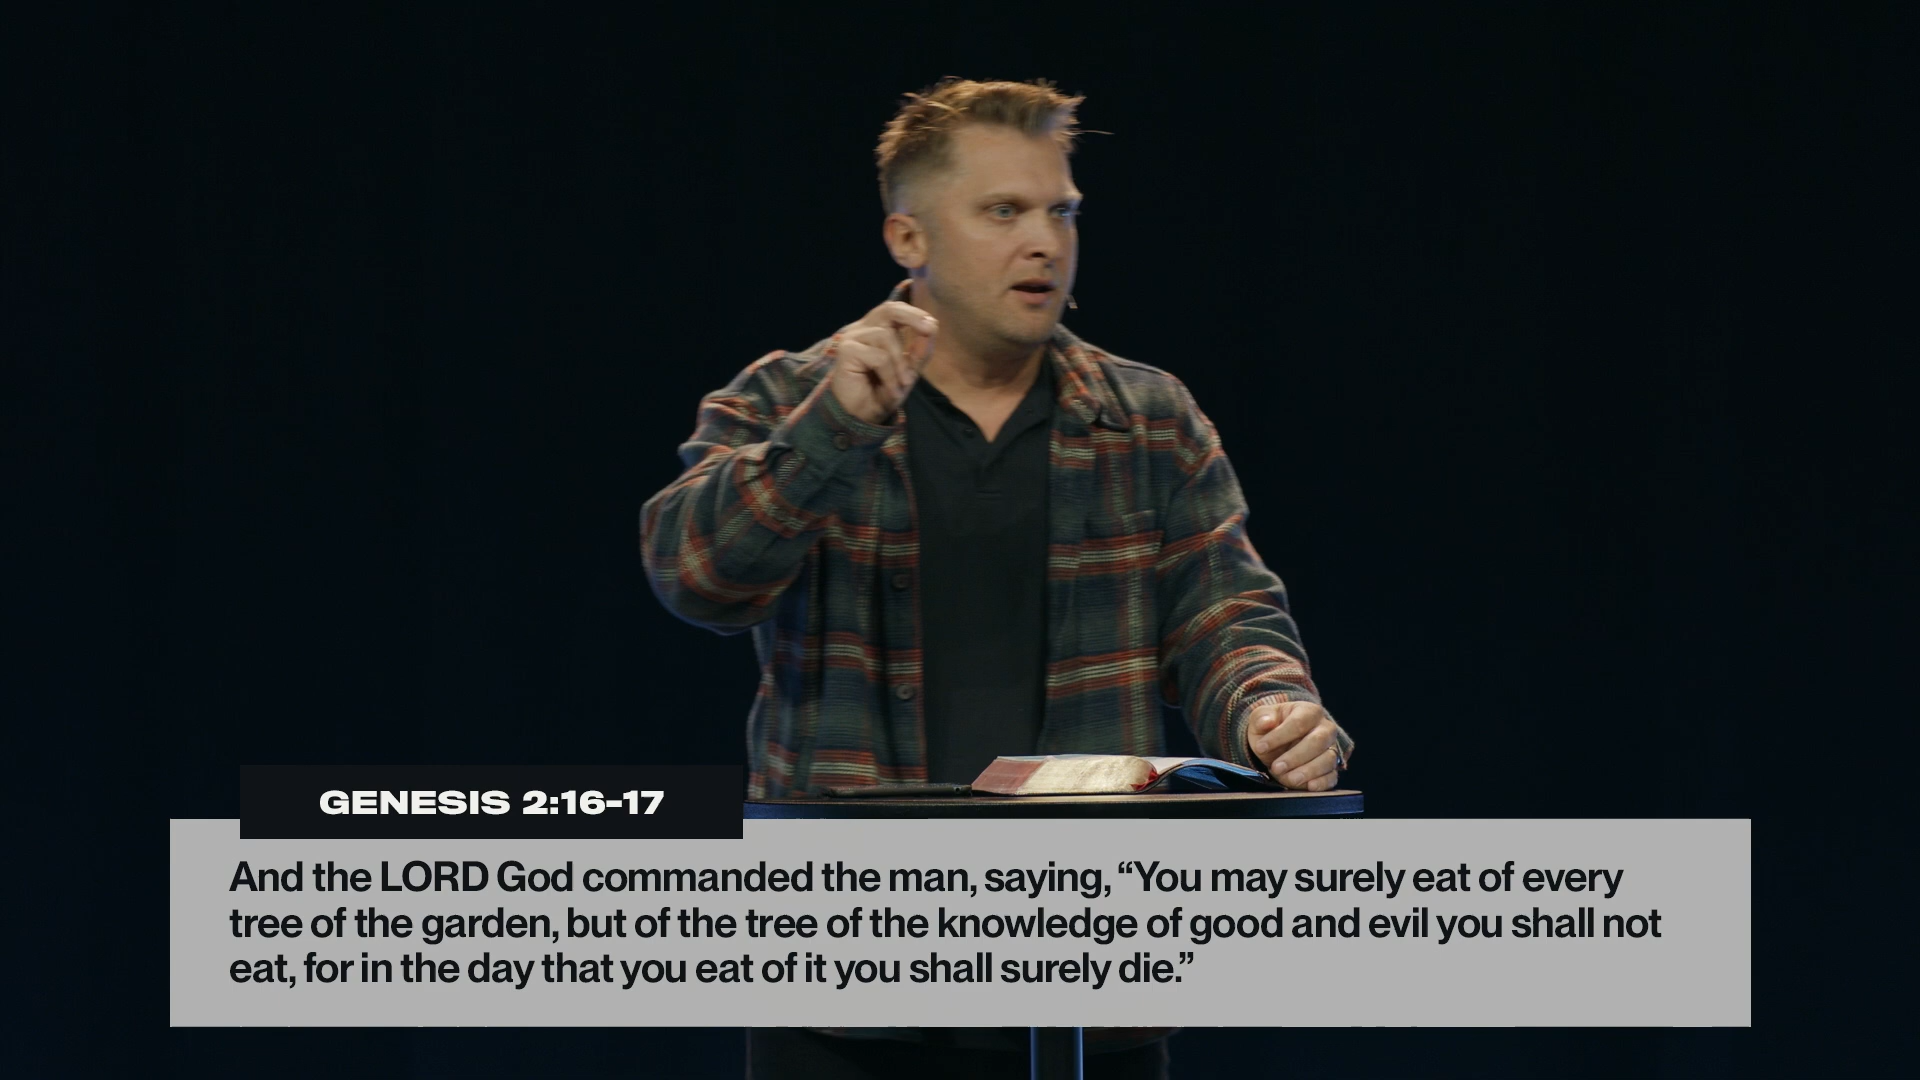 GENESIS 2:16-17
And the LORD God commanded the man, saying, “You may surely eat of every
tree of the garden, but of the tree of the knowledge of good and evil you shall not
eat, for in the day that you eat of it you shall surely die.”